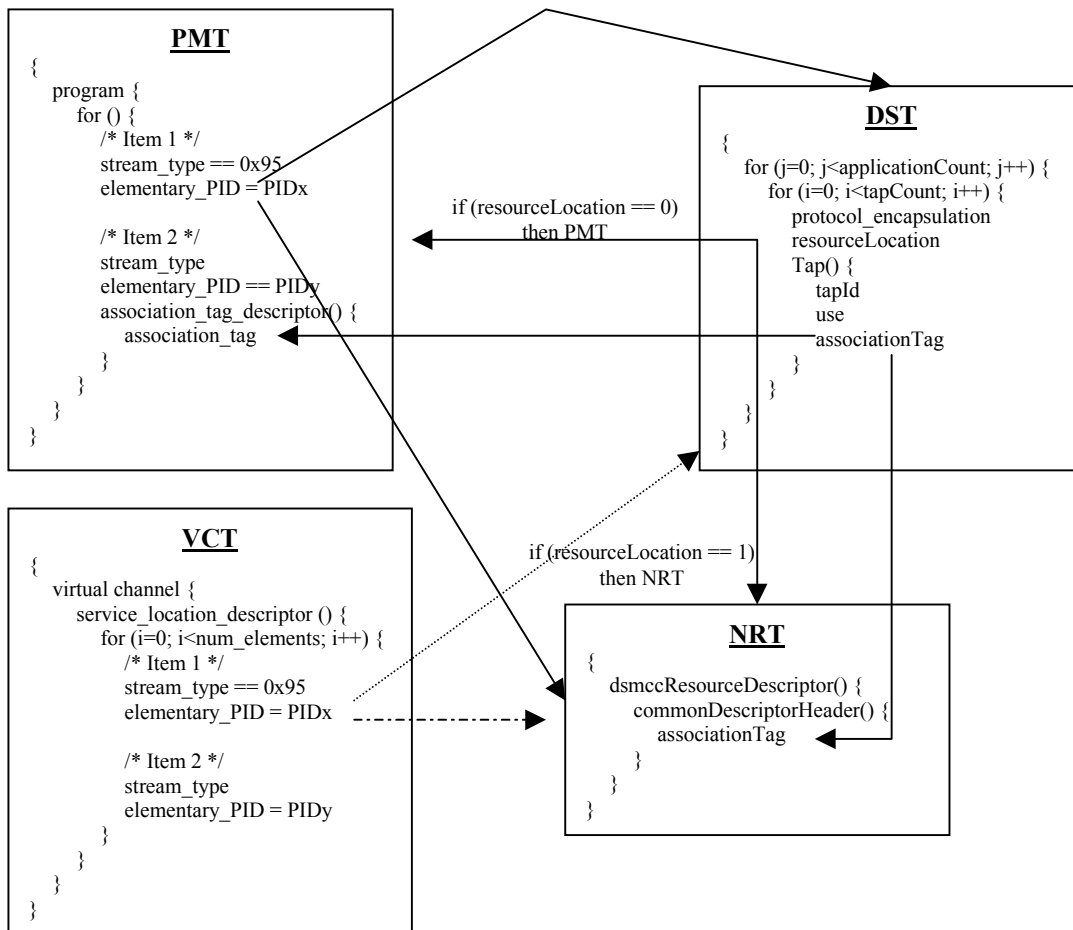 PMT
{
program {
for () {
/* Item 1 */
stream_type == 0x95
elementary_PID = PIDx
/* Item 2 */
stream_type
elementary_PID == PIDy
association_tag_descriptor() {
association_tag
}
}
}
}
if (resourceLocation == 0)
then PMT
DST
{
for (j=0; j<applicationCount; j++) {
for (i=0; i<tapCount; i++) {
protocol_encapsulation
resourceLocation
Tap() {
tapId
use
associationTag
}
}
}
}
VCT
{
virtual channel {
service_location_descriptor () {
for (i=0; i<num_elements; i++) {
/* Item 1 */
stream_type == 0x95
elementary_PID = PIDx
/* Item 2 */
stream_type
elementary_PID = PIDy
}
}
}
}
if (resourceLocation == 1)
then NRT
NRT
{
dsmccResourceDescriptor() {
commonDescriptorHeader() {
associationTag
}
}
}